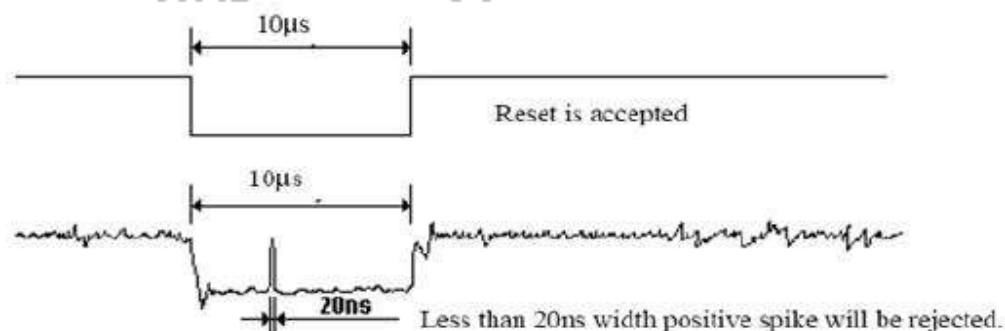 10μs
Reset is accepted
10μs
20ns
Less than 20ns width positive spike will be rejected